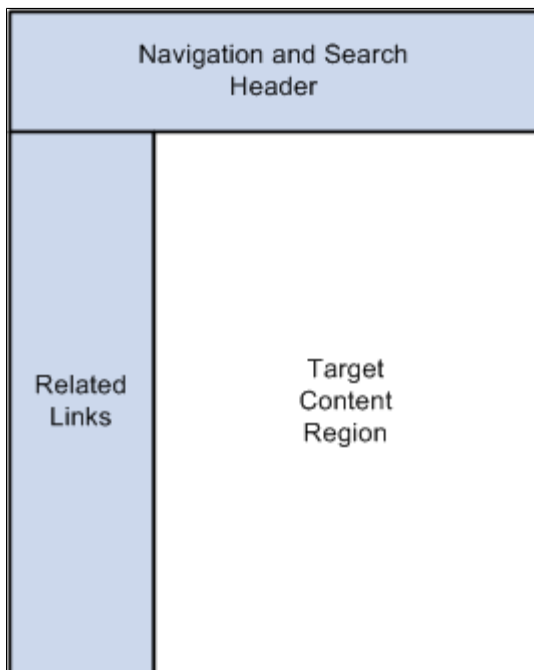 Navigation and Search
Header
Related
Links
Target
Content
Region